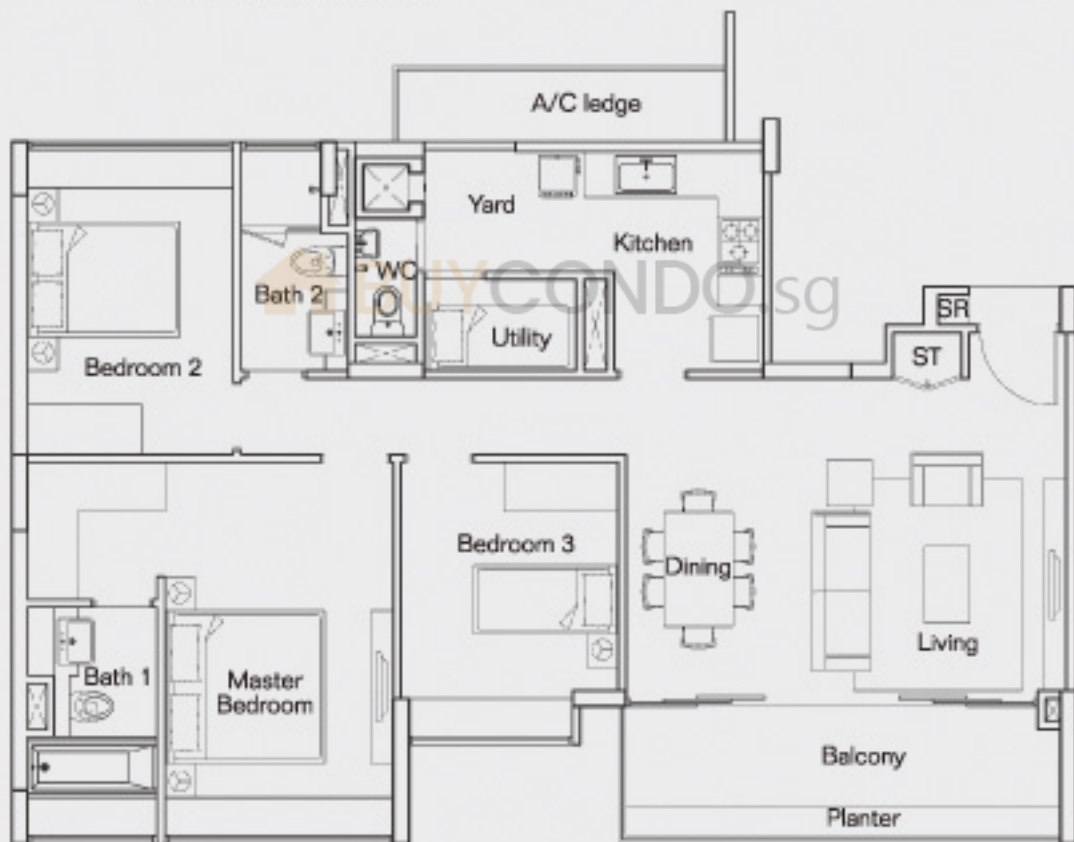 A/C ledge
Yard
Kitchen
WC
Bath 2
BUYCONDO.sg
SR
Utility
ST
Bedroom 2
Bedroom 3
Dining
Living
Bath 1
Master
Bedroom
Balcony
Planter